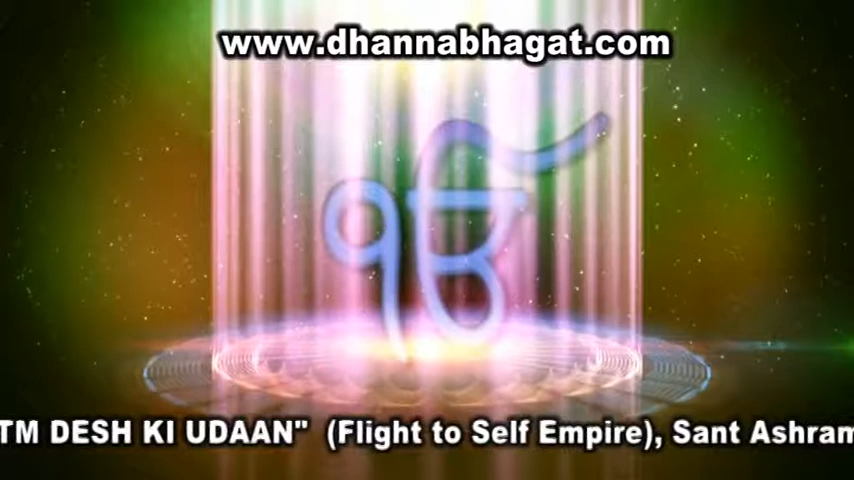 www.dhannabhagat.com
ੴ
TM DESH KI UDAAN" (Flight to Self Empire), Sant Ashram